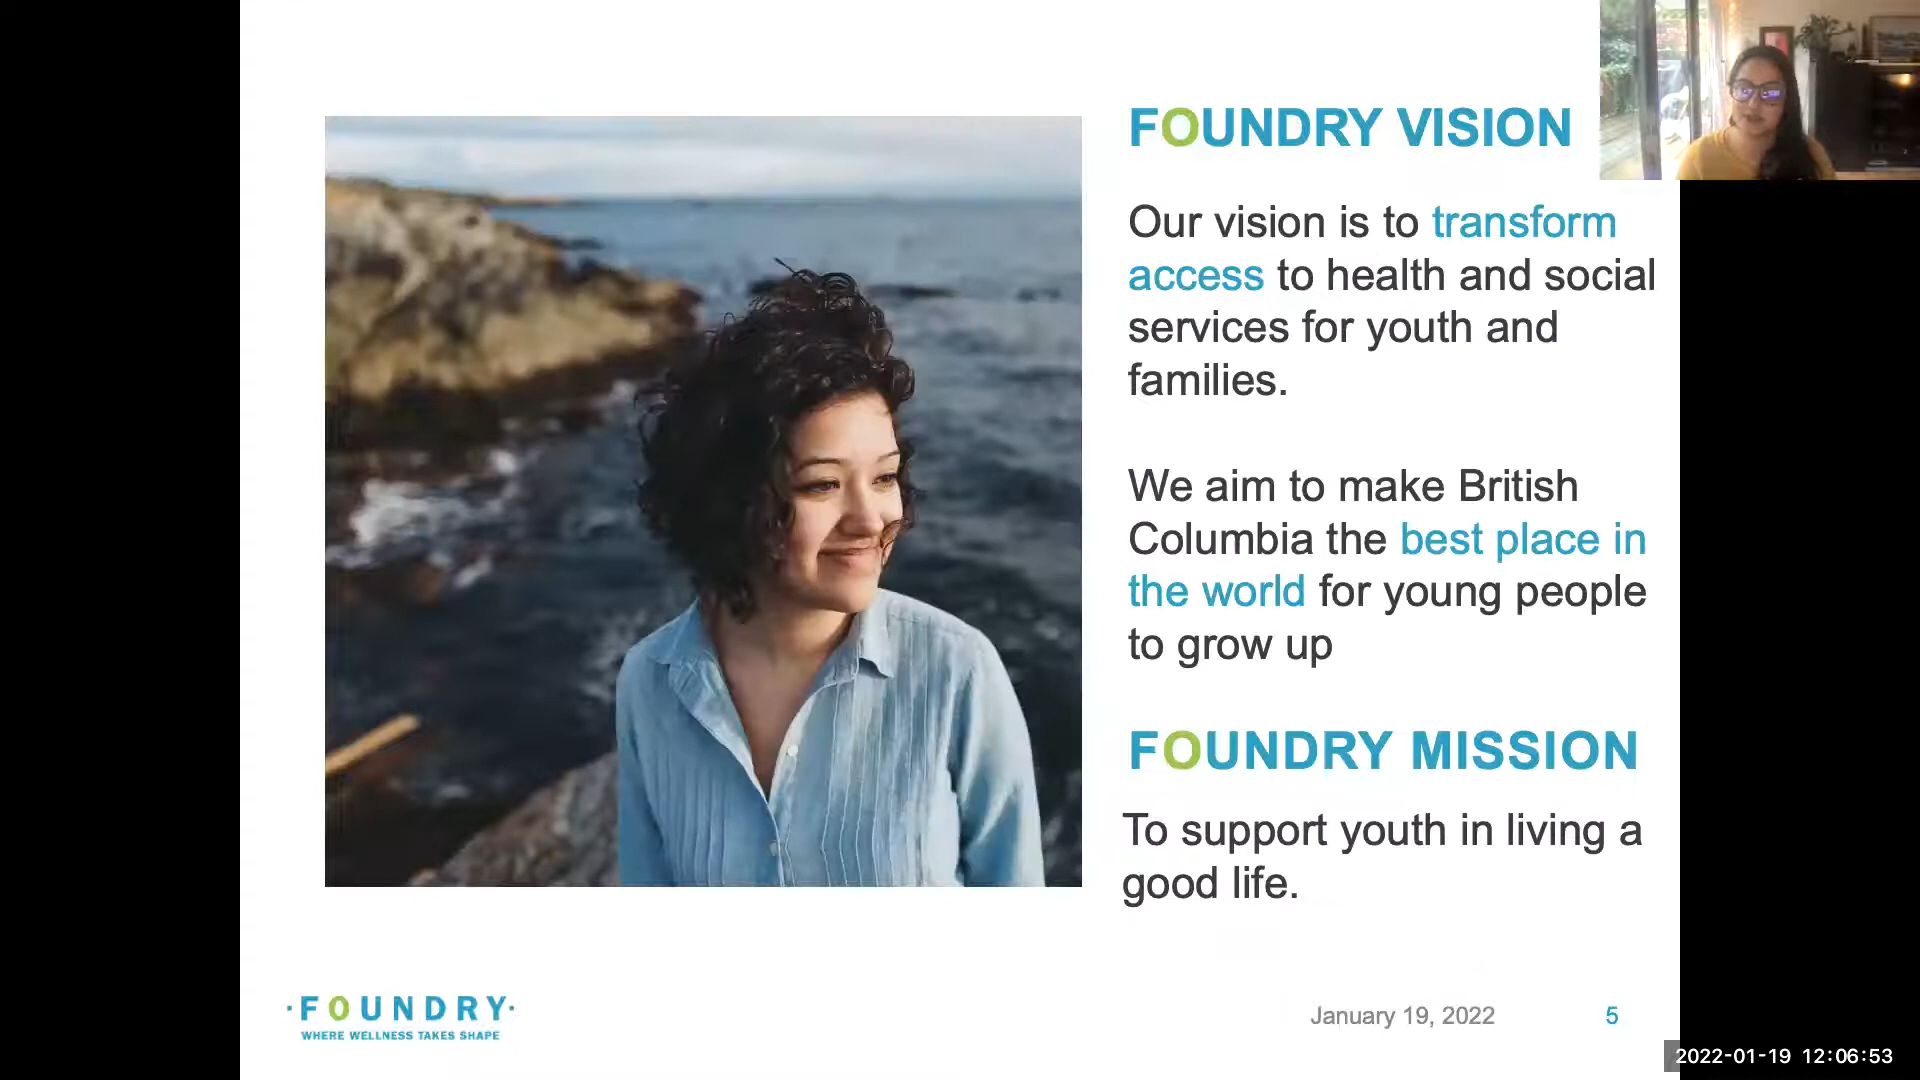 FOUNDRY VISION
Our vision is to transform
access to health and social
services for youth and
families.
We aim to make British
Columbia the best place in
the world for young people
to grow up
FOUNDRY MISSION
To support youth in living a
good life.
·FOUNDRY·
WHERE WELLNESS TAKES SHAPE
January 19, 2022
5
2022-01-19 12:06:53